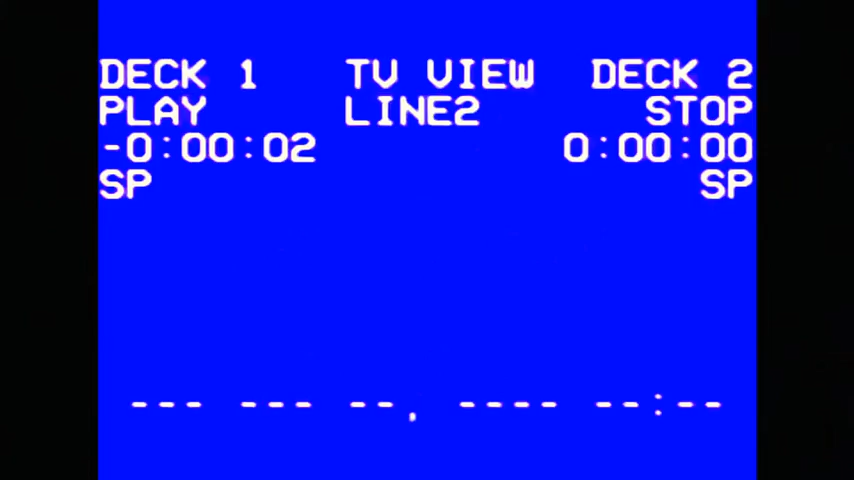 DECK 1 TV VIEW DECK 2
PLAY LINE2 STOP
-0:00:02 0:00:00
SP SP
--- --- --, ---- --:--